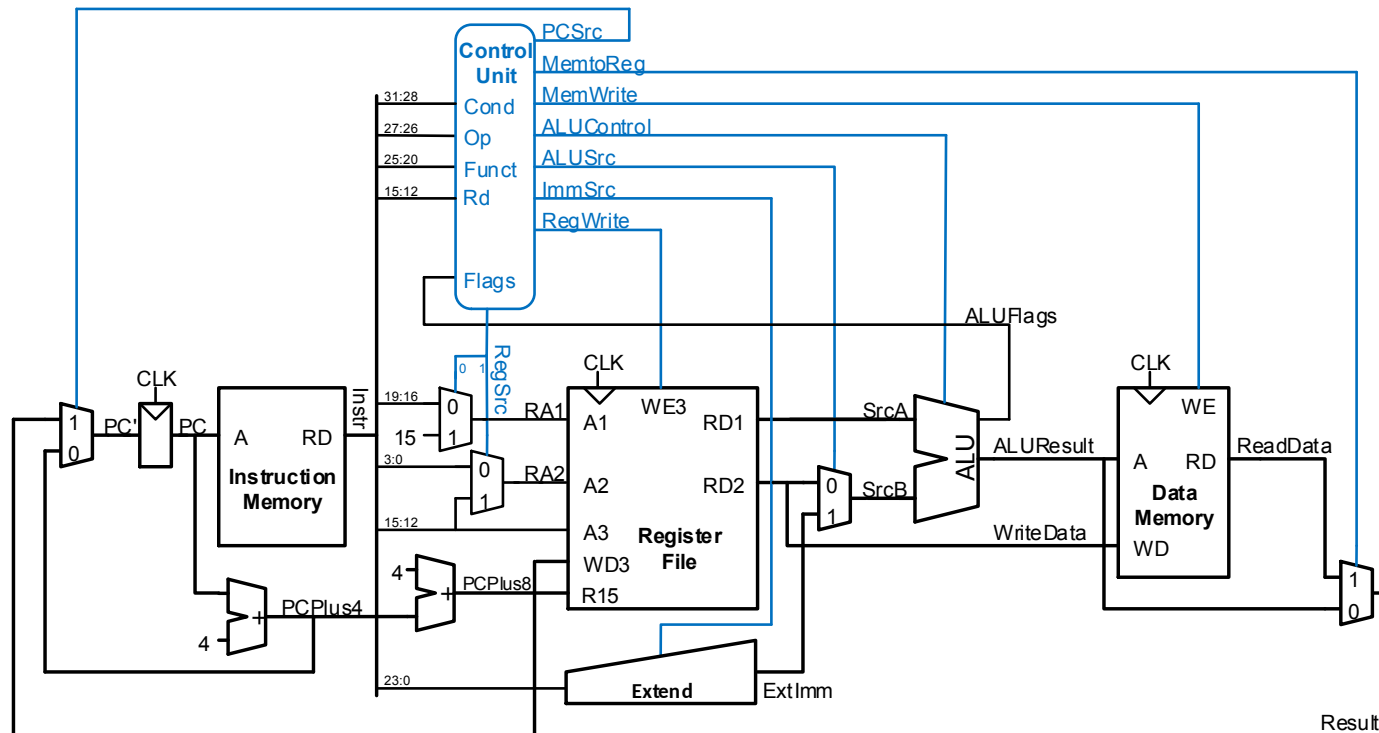 PCSrc
Control
Unit
MemtoReg
MemWrite
31:28
Cond
27:26
Op
ALUControl
25:20
Funct
ALUSrc
15:12
Rd
ImmSrc
RegWrite
Flags
ALUFlags
RegSrc
0 1
CLK
CLK
CLK
Instr
1
0
PC'
PC
A
RD
Instruction
Memory
19:16
0
15
1
RA1
A1
WE3
RD1
SrcA
3:0
0
1
RA2
A2
RD2
0
1
SrcB
ALU
ALUResult
15:12
A3
Register
File
WD3
R15
WE
A
RD
Data
Memory
WD
ReadData
WriteData
1
0
4
+
PCPlus4
4
+
PCPlus8
23:0
Extend
ExtImm
Result